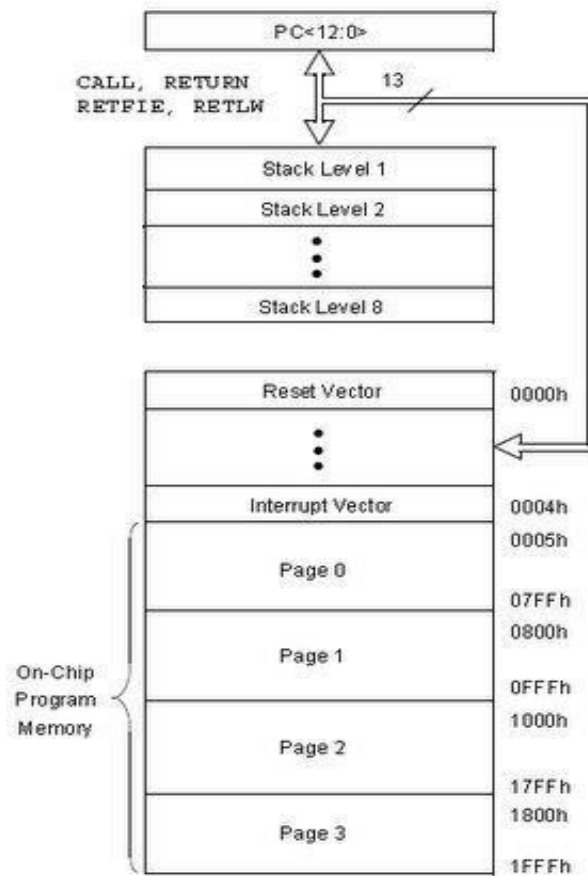 PC<12:0>
CALL, RETURN
RETFIE, RETLW
13
Stack Level 1
Stack Level 2
Stack Level 8
Reset Vector
0000h
Interrupt Vector
0004h
0005h
Page 0
07FFh
0800h
Page 1
0FFFh
On-Chip
Program
Memory
1000h
Page 2
17FFh
1800h
Page 3
1FFFh